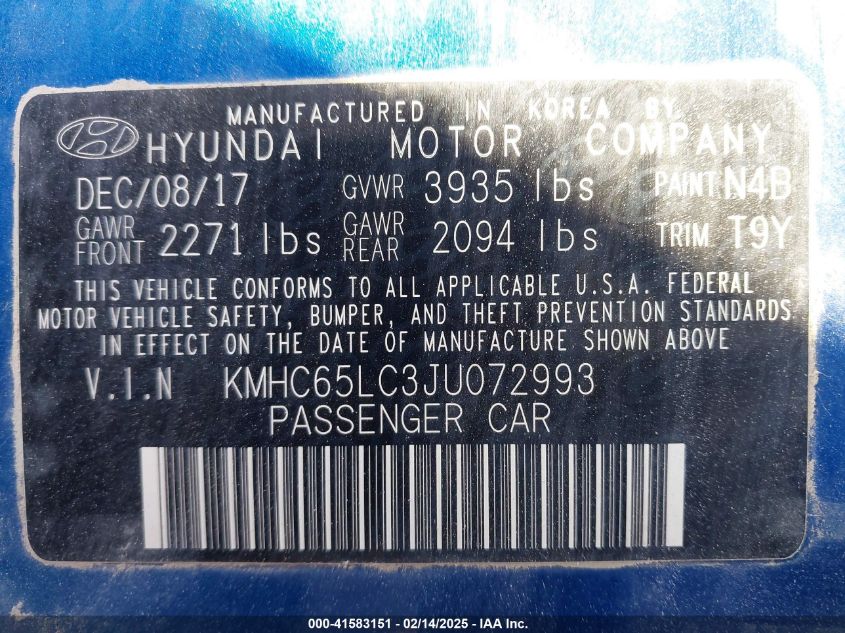 MANUFACTURED IN KOREA BY
HYUNDAI MOTOR COMPANY
DEC/08/17 GVWR 3935 lbs PAINT N4B
GAWR FRONT 2271 lbs GAWR REAR 2094 lbs TRIM T9Y
THIS VEHICLE CONFORMS TO ALL APPLICABLE U.S.A. FEDERAL
MOTOR VEHICLE SAFETY, BUMPER, AND THEFT PREVENTION STANDARDS
IN EFFECT ON THE DATE OF MANUFACTURE SHOWN ABOVE
V.I.N KMHC65LC3JU072993
PASSENGER CAR
000-41583151 - 02/14/2025 - IAA Inc.